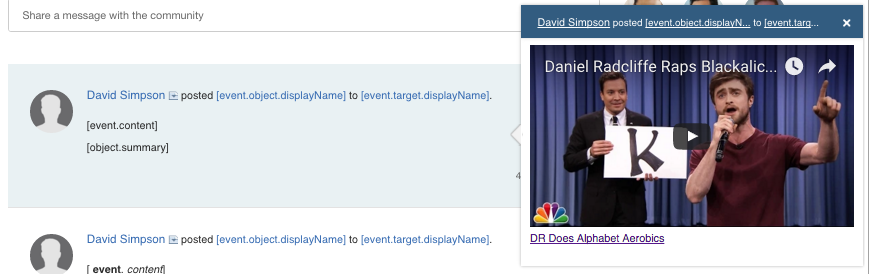 Share a message with the community
David Simpson posted [event.object.displayName] to [event.target.displayName].
[event.content]
[object.summary]
4
David Simpson posted [event.object.displayName] to [event.target.displayName].
[ event. content]
David Simpson posted [event.object.displayN... to [event.targ... ×
Daniel Radcliffe Raps Blackalic...
K
DR Does Alphabet Aerobics